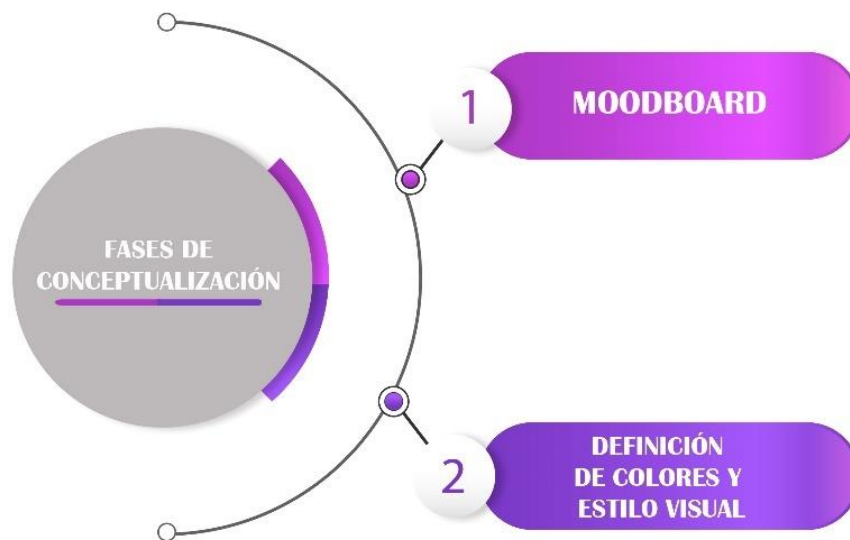 FASES DE
CONCEPTUALIZACIÓN
1
MOODBOARD
2
DEFINICIÓN
DE COLORES Y
ESTILO VISUAL